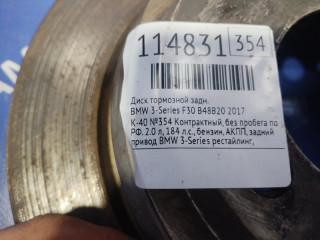 114831 354
Диск тормозной задн.
BMW 3-Series F30 B48B20 2017
К-40 №354 Контрактный, без пробега по
РФ. 2.0 л, 184 л.с., бензин, АКПП, задний
привод BMW 3-Series рестайлинг,